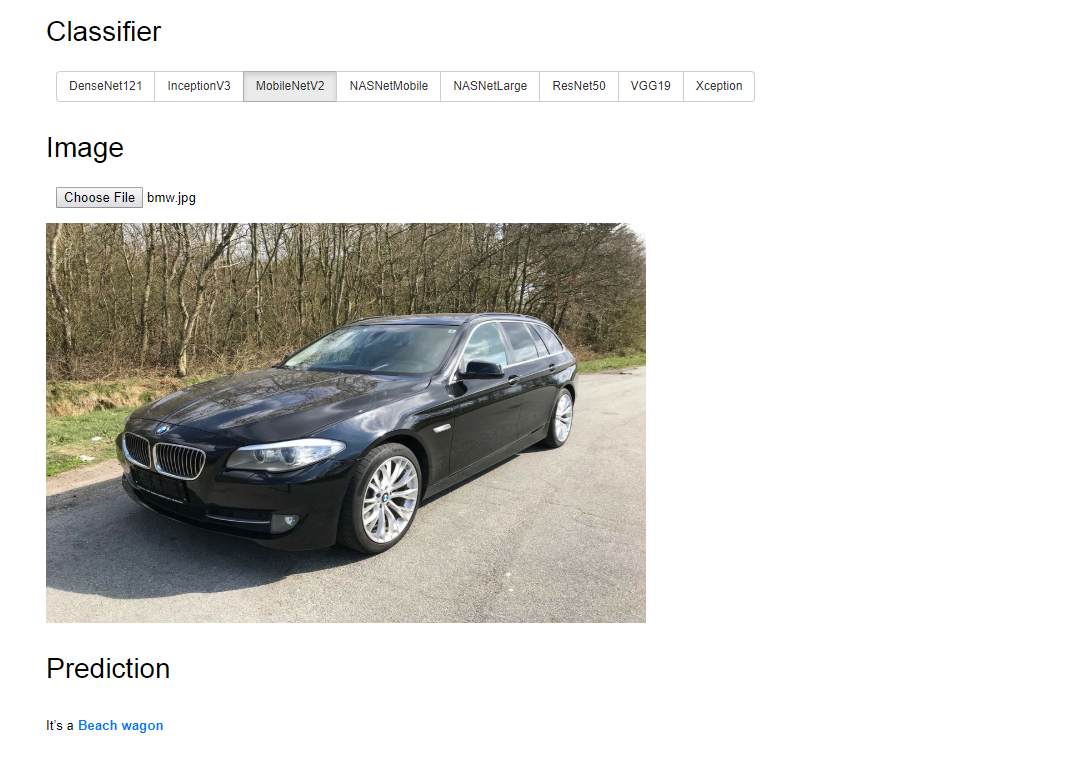 Classifier
DenseNet121 InceptionV3 MobileNetV2 NASNetMobile NASNetLarge ResNet50 VGG19 Xception
Image
Choose File bmw.jpg
Prediction
It's a Beach wagon